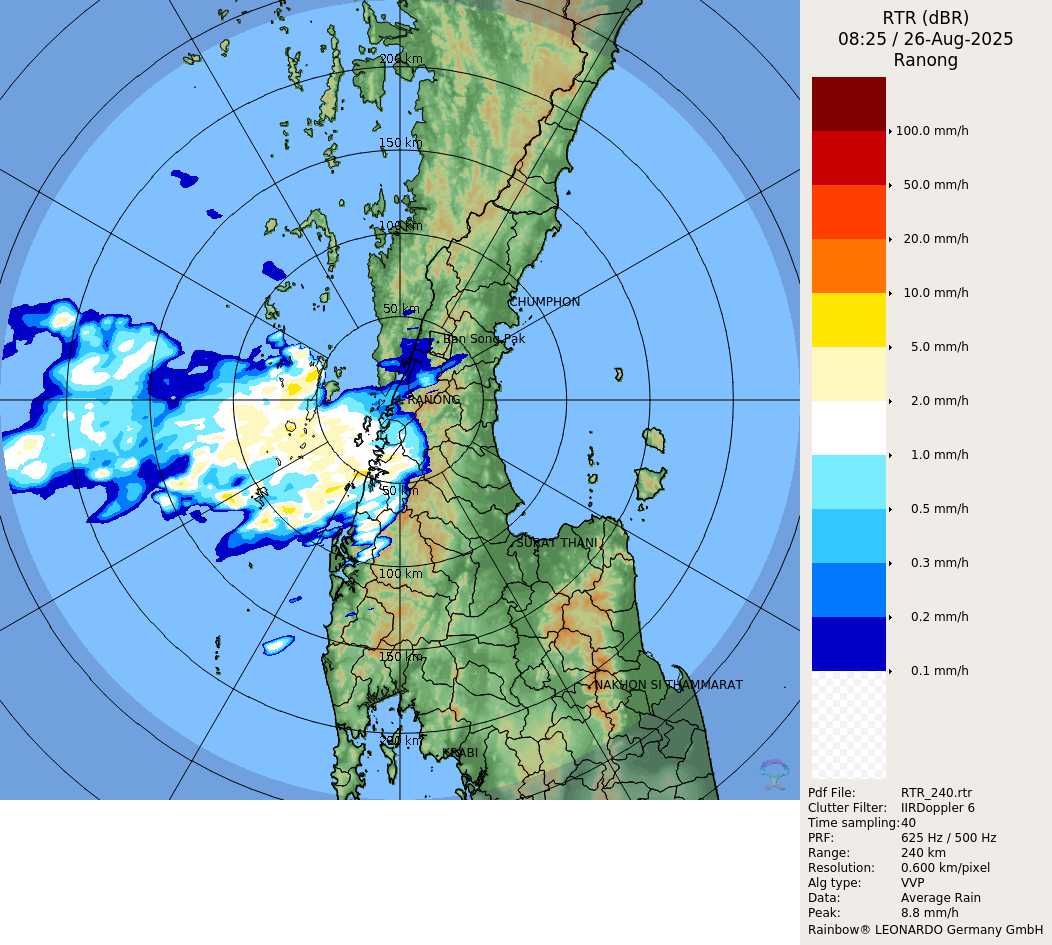 RTR (dBR)
08:25 / 26-Aug-2025
Ranong
200 km
150 km
100 km
50 km
CHUMPHON
Ban Song Pak
RANONG
50 km
SURAT THANI
100 km
150 km
NAKHON SI THAMMARAT
200 km
KRABI
100.0 mm/h
50.0 mm/h
20.0 mm/h
10.0 mm/h
5.0 mm/h
2.0 mm/h
1.0 mm/h
0.5 mm/h
0.3 mm/h
0.2 mm/h
0.1 mm/h
Pdf File: RTR_240.rtr
Clutter Filter: IIRDoppler 6
Time sampling:40
PRF: 625 Hz / 500 Hz
Range: 240 km
Resolution: 0.600 km/pixel
Alg type: VVP
Data: Average Rain
Peak: 8.8 mm/h
Rainbow® LEONARDO Germany GmbH